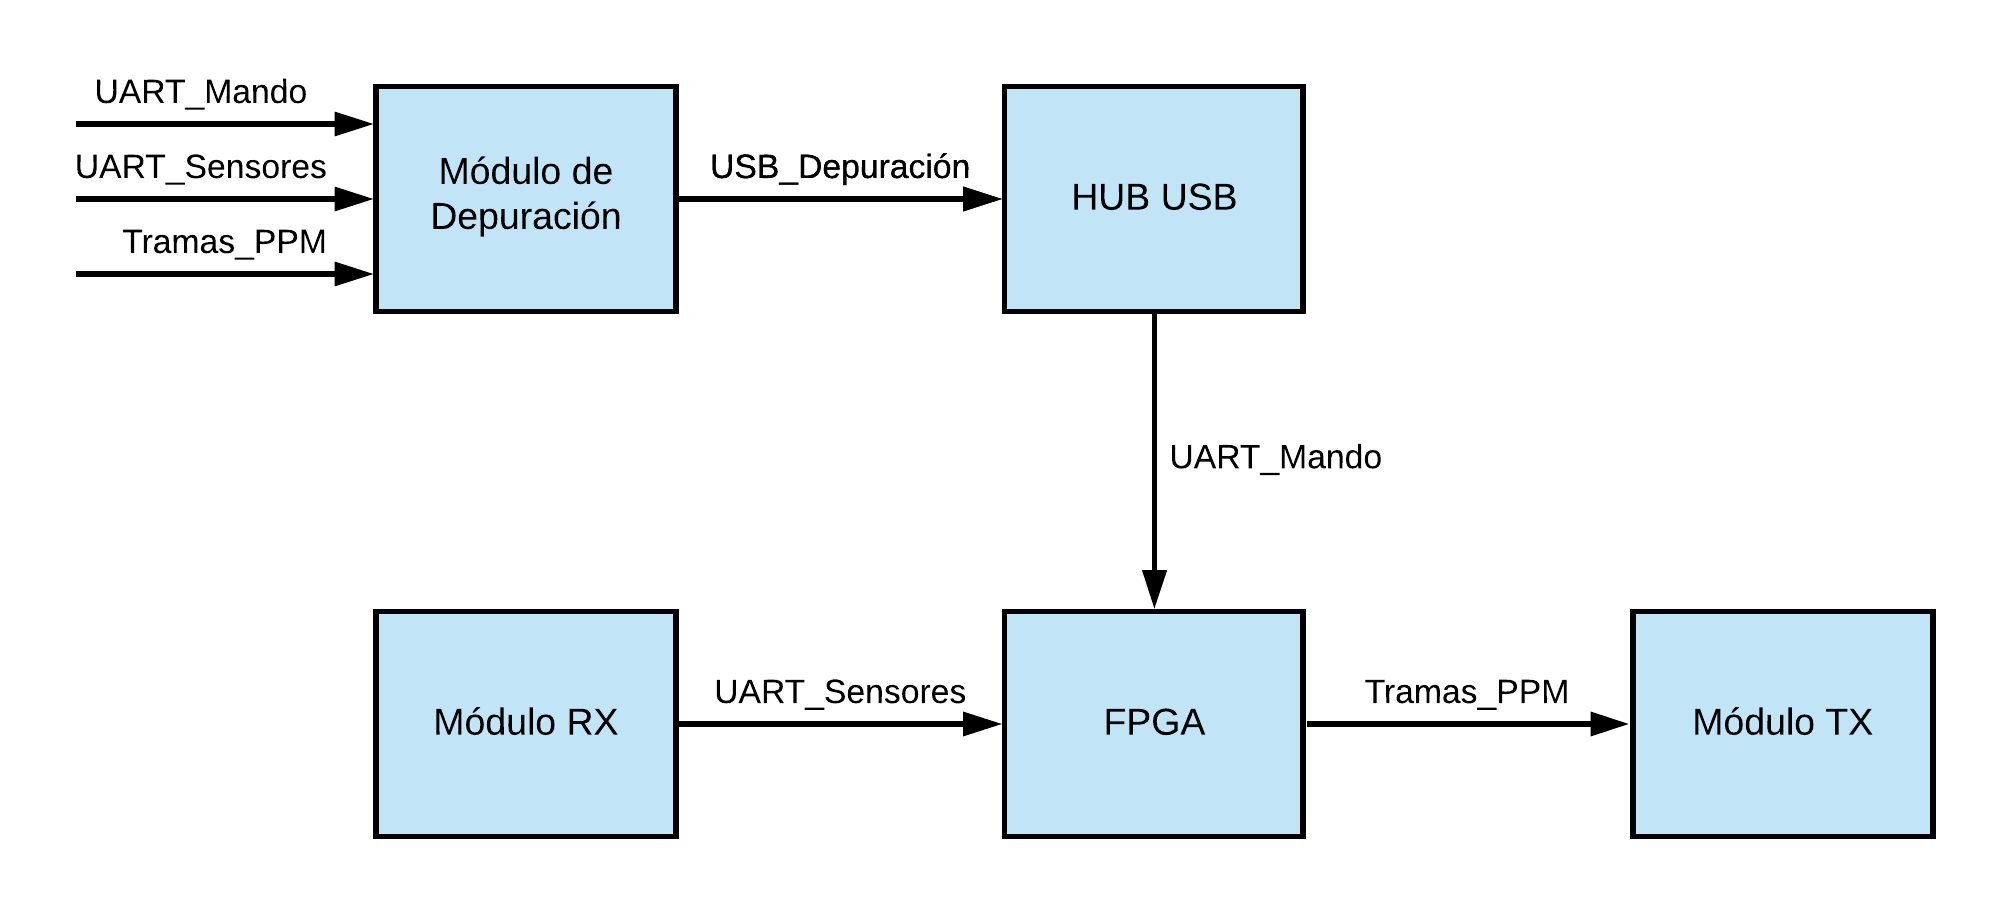 UART_Mando
UART_Sensores
Tramas_PPM
Módulo de
Depuración
USB_Depuración
HUB USB
UART_Mando
Módulo RX
UART_Sensores
FPGA
Tramas_PPM
Módulo TX